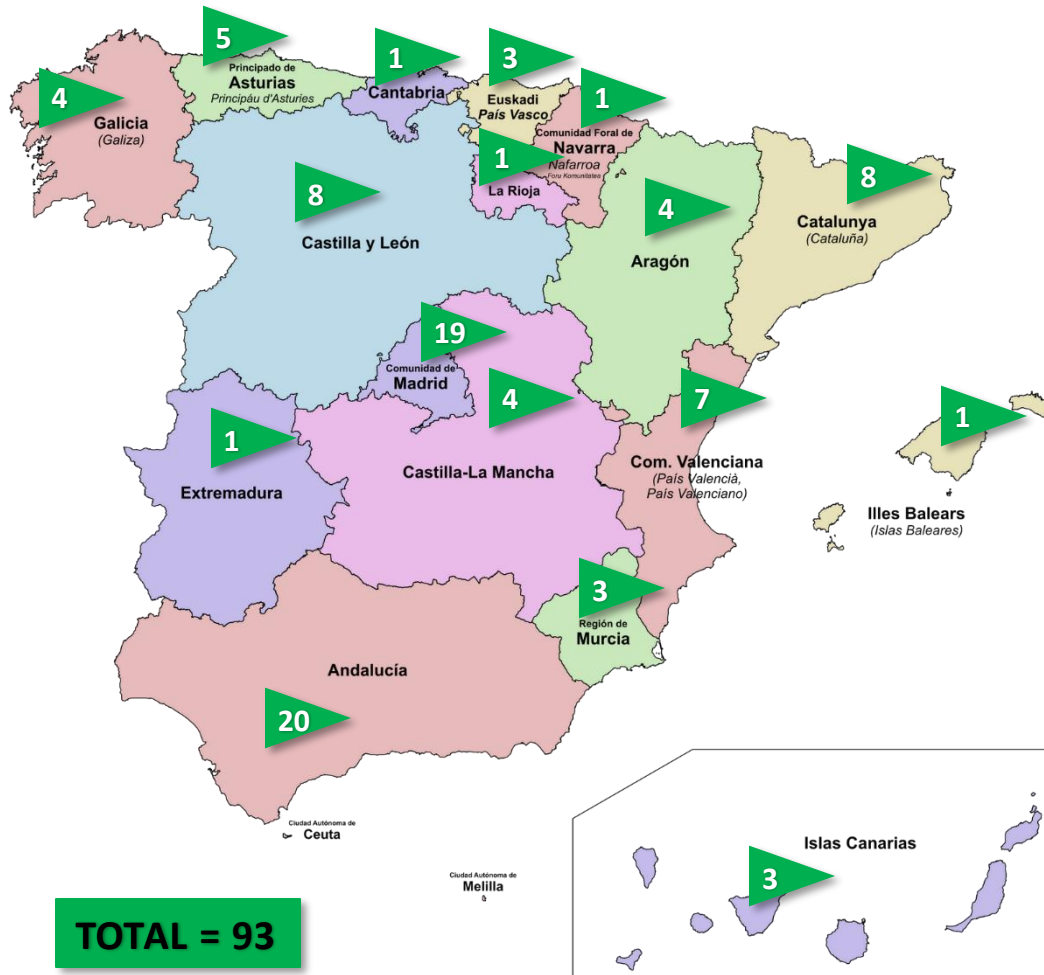 5
1
3
Principado de
Asturias
Principáu d'Asturies
Cantabria
Euskadi
País Vasco
4
Galicia
(Galiza)
1
Comunidad Foral de
Navarra
Nafarroa
Foru Komunitatea
1
La Rioja
8
Castilla y León
4
Aragón
8
Catalunya
(Cataluña)
19
Comunidad de
Madrid
4
Castilla-La Mancha
7
Com. Valenciana
(País Valencià,
País Valenciano)
1
Illes Balears
(Islas Baleares)
1
Extremadura
3
Región de
Murcia
Andalucía
20
Ciudad Autónoma de
Ceuta
Ciudad Autónoma de
Melilla
Islas Canarias
3
TOTAL = 93